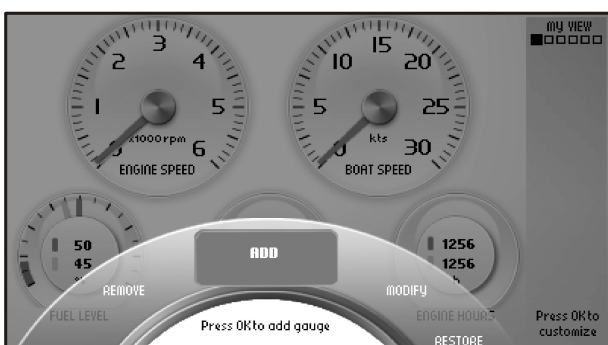 MY VIEW
3
2
4
1
5
0
6
x1000 rpm
ENGINE SPEED
15
10
20
5
25
0
30
kts
BOAT SPEED
50
45
FUEL LEVEL
1256
1256
h
ENGINE HOURS
ADD
REMOVE
MODIFY
RESTORE
Press OK to add gauge
Press OK to
customize